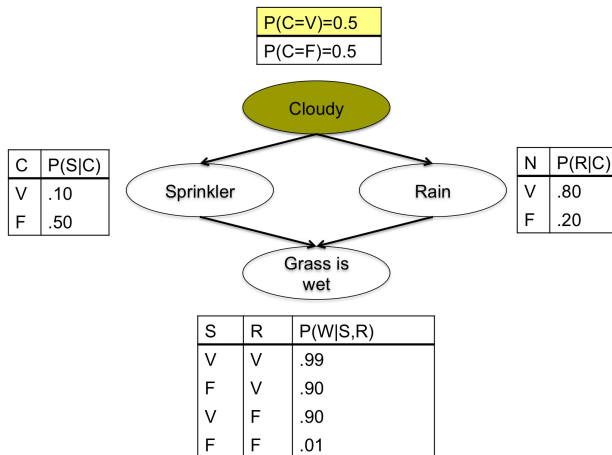 P(C=V)=0.5
P(C=F)=0.5
Cloudy
C P(S|C)
V .10
F .50
Sprinkler
Rain
N P(R|C)
V .80
F .20
Grass is
wet
S R P(W|S,R)
V V .99
F V .90
V F .90
F F .01